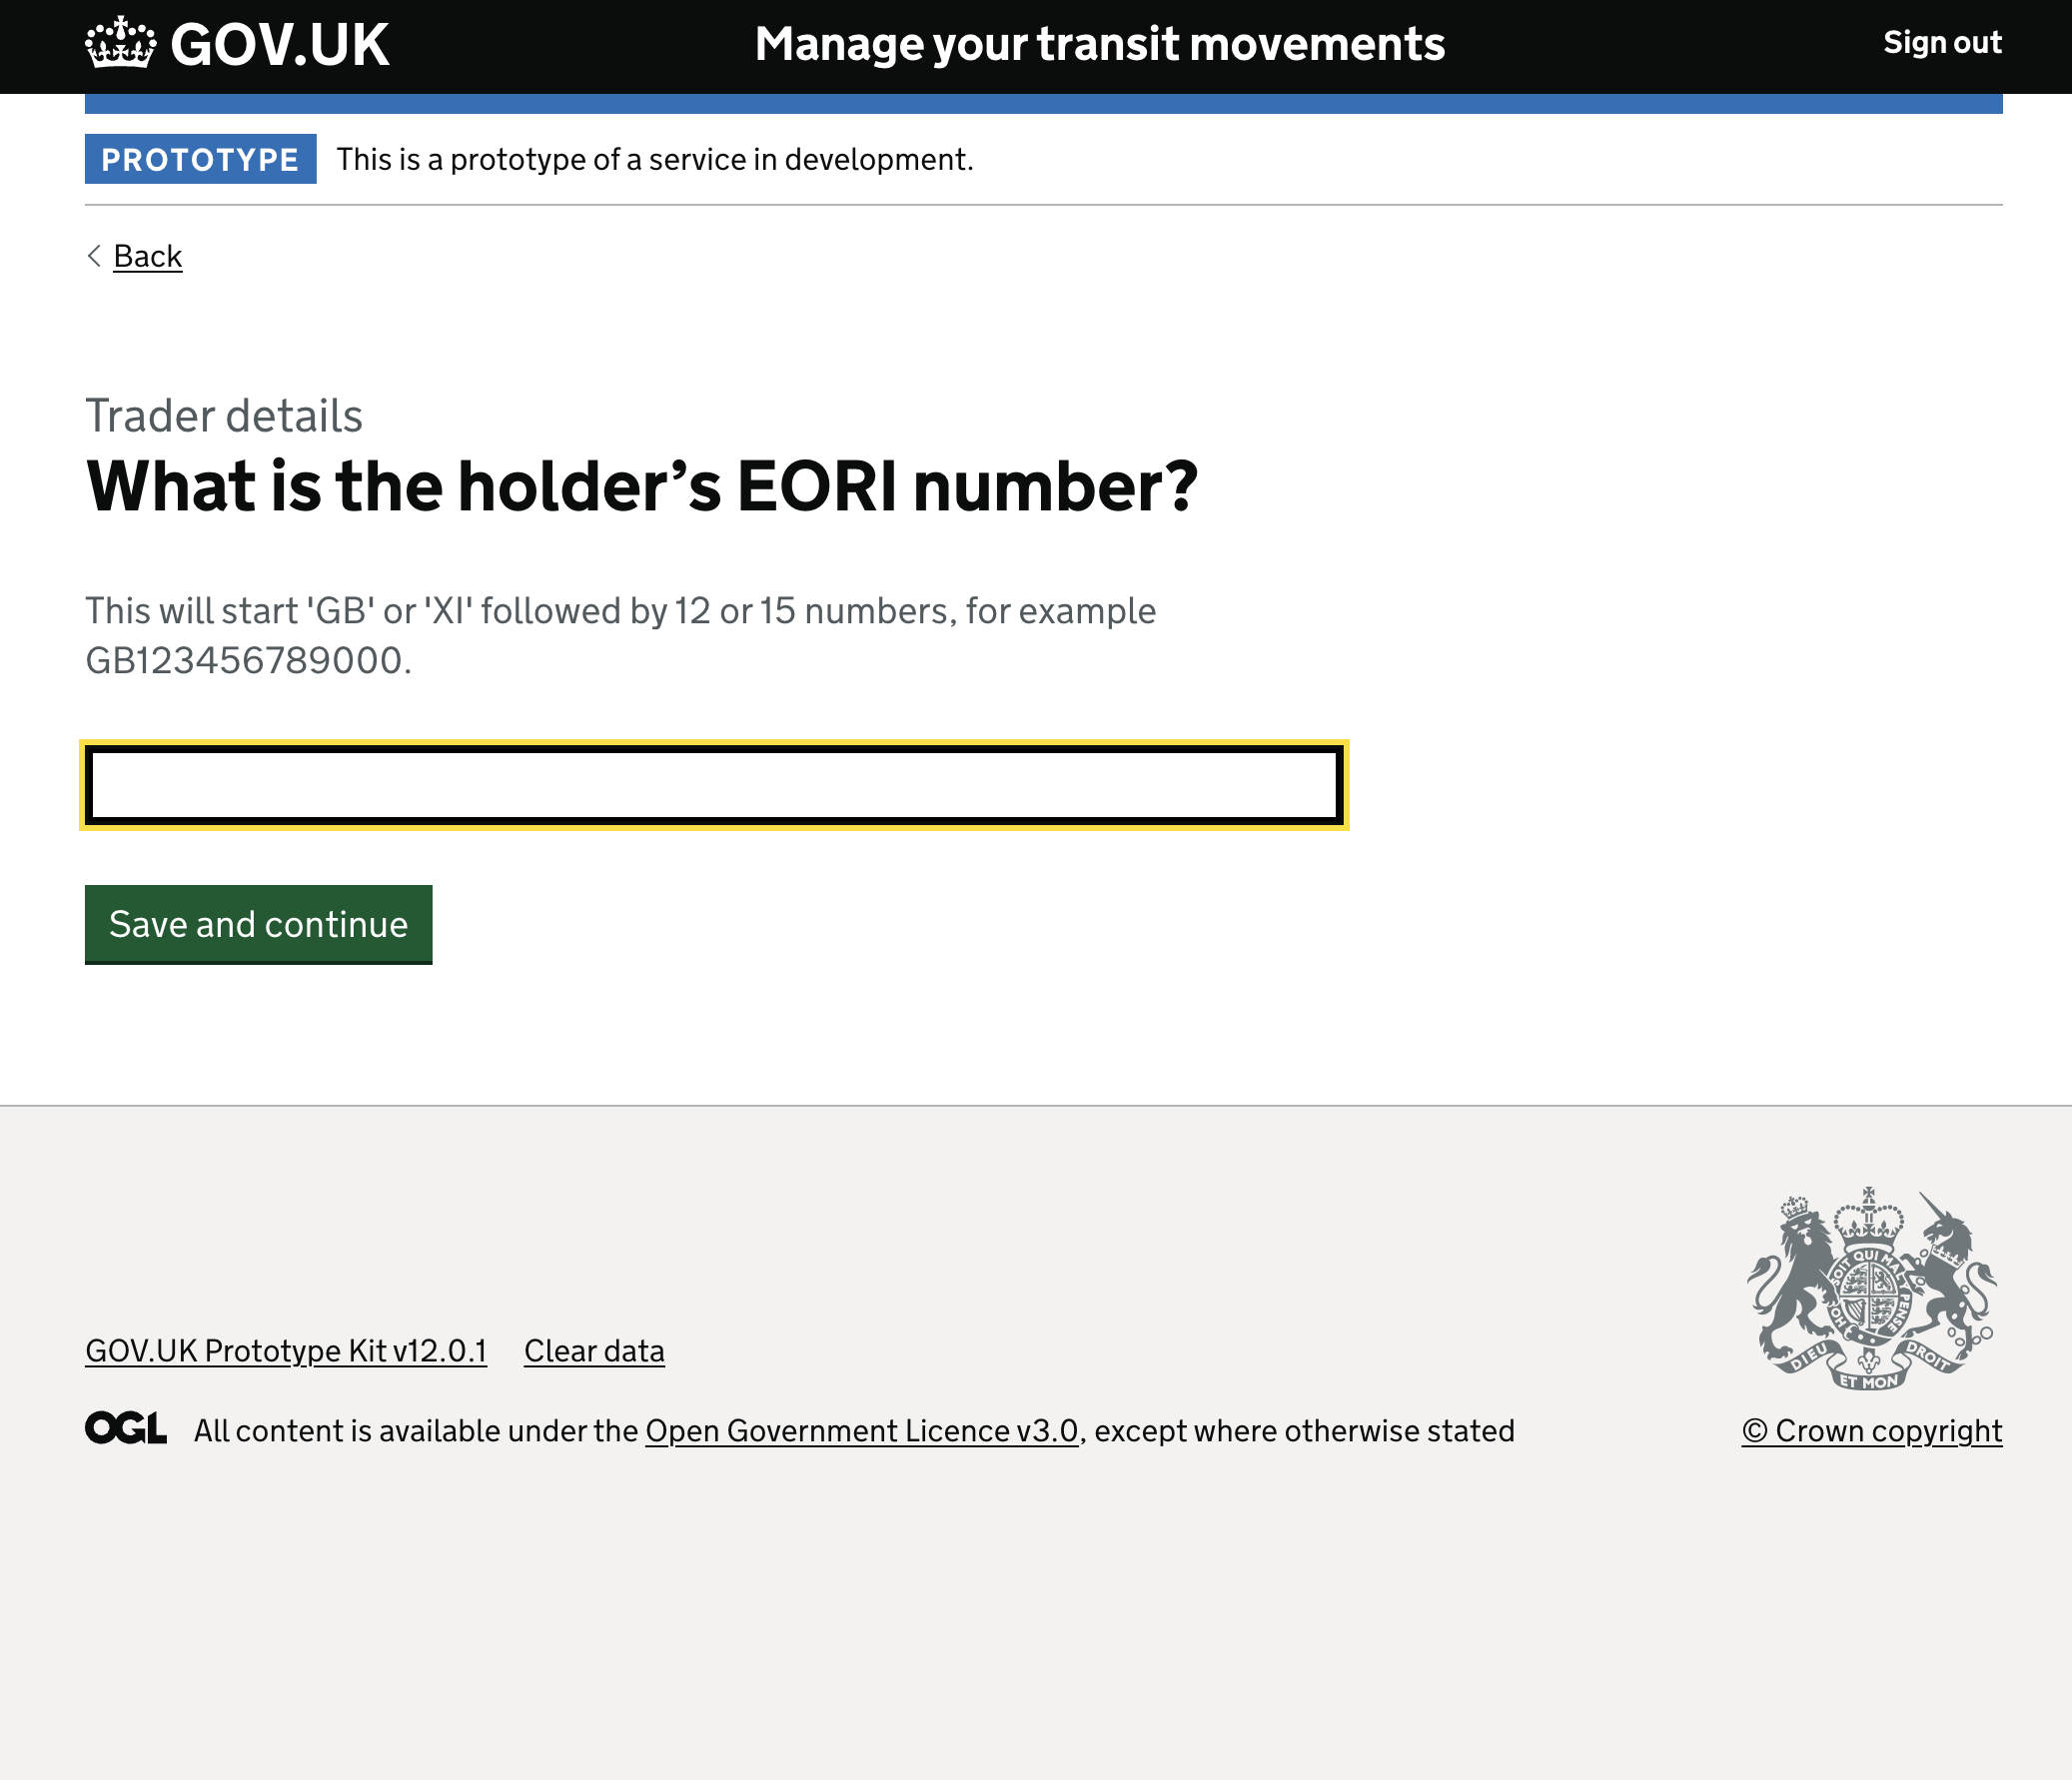 GOV.UK
Manage your transit movements
Sign out
PROTOTYPE This is a prototype of a service in development.
Back
Trader details
What is the holder’s EORI number?
This will start 'GB' or 'XI' followed by 12 or 15 numbers, for example
GB123456789000.
Save and continue
HONI SOIT QUI MAL Y PENSE
DIEU ET MON DROIT
GOV.UK Prototype Kit v12.0.1 Clear data
OGL All content is available under the Open Government Licence v3.0, except where otherwise stated
© Crown copyright